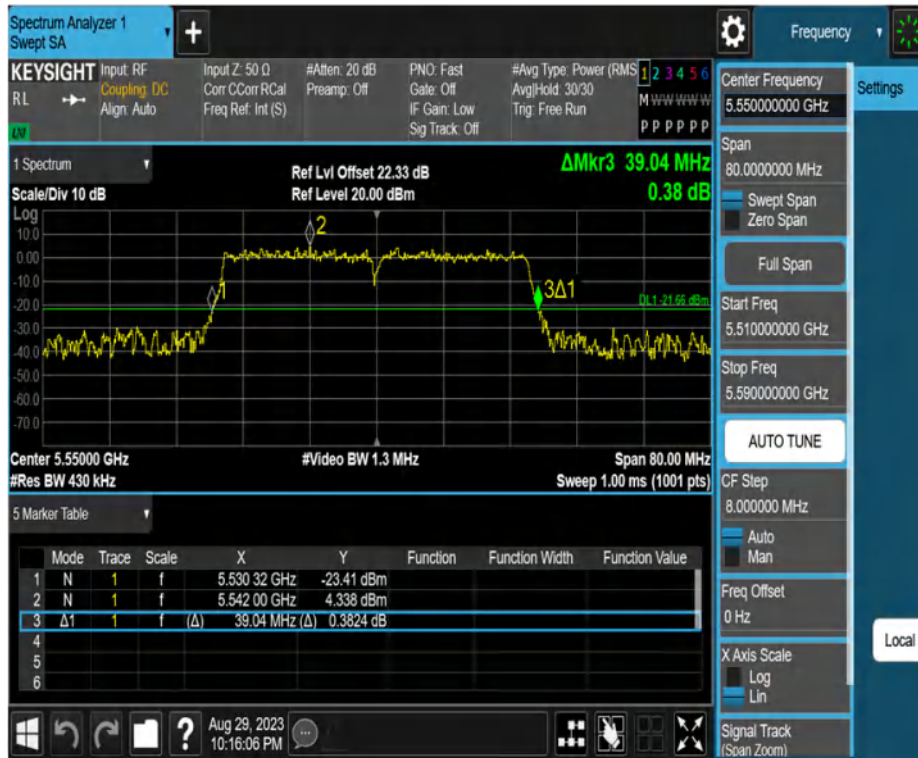 Spectrum Analyzer 1
Swept SA
Frequency
KEYSIGHT
RL
LNI
Input: RF
Coupling: DC
Align: Auto
Input Z: 50 Ω
Corr CCorr RCal
Freq Ref: Int (S)
#Atten: 20 dB
Preamp: Off
PNO: Fast
Gate: Off
IF Gain: Low
Sig Track: Off
#Avg Type: Power (RMS
Avg|Hold: 30/30
Trig: Free Run
1 2 3 4 5 6
M W W W W W
P P P P P P
Center Frequency
5.550000000 GHz
Settings
1 Spectrum
Scale/Div 10 dB
Ref Lvl Offset 22.33 dB
Ref Level 20.00 dBm
ΔMkr3 39.04 MHz
0.38 dB
Span
80.0000000 MHz
Swept Span
Zero Span
Full Span
Log
10.0
0.00
-10.0
-20.0
-30.0
-40.0
-50.0
-60.0
-70.0
1
2
3Δ1
DL1 -21.66 dBm
Start Freq
5.510000000 GHz
Stop Freq
5.590000000 GHz
AUTO TUNE
Center 5.55000 GHz
#Res BW 430 kHz
#Video BW 1.3 MHz
Span 80.00 MHz
Sweep 1.00 ms (1001 pts)
CF Step
8.000000 MHz
Auto
Man
5 Marker Table
Mode Trace Scale X Y Function Function Width Function Value
1 N 1 f 5.530 32 GHz -23.41 dBm
2 N 1 f 5.542 00 GHz 4.338 dBm
3 Δ1 1 f (Δ) 39.04 MHz (Δ) 0.3824 dB
4
5
6
Freq Offset
0 Hz
X Axis Scale
Log
Lin
Local
Signal Track
(Span Zoom)
?
Aug 29, 2023
10:16:06 PM